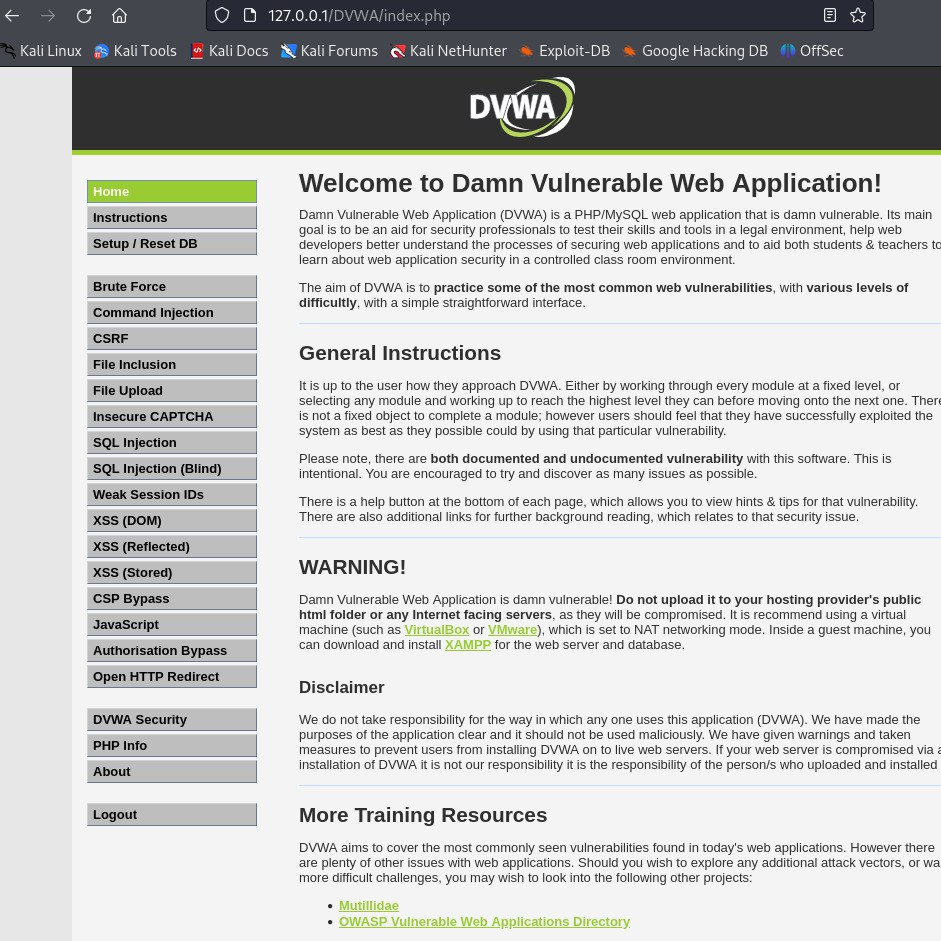 127.0.0.1/DVWA/index.php
Kali Linux Kali Tools Kali Docs Kali Forums Kali NetHunter Exploit-DB Google Hacking DB OffSec
DVWA
Home
Instructions
Setup / Reset DB
Brute Force
Command Injection
CSRF
File Inclusion
File Upload
Insecure CAPTCHA
SQL Injection
SQL Injection (Blind)
Weak Session IDs
XSS (DOM)
XSS (Reflected)
XSS (Stored)
CSP Bypass
JavaScript
Authorisation Bypass
Open HTTP Redirect
DVWA Security
PHP Info
About
Logout
Welcome to Damn Vulnerable Web Application!
Damn Vulnerable Web Application (DVWA) is a PHP/MySQL web application that is damn vulnerable. Its main
goal is to be an aid for security professionals to test their skills and tools in a legal environment, help web
developers better understand the processes of securing web applications and to aid both students & teachers to
learn about web application security in a controlled class room environment.
The aim of DVWA is to practice some of the most common web vulnerabilities, with various levels of
difficultly, with a simple straightforward interface.
General Instructions
It is up to the user how they approach DVWA. Either by working through every module at a fixed level, or
selecting any module and working up to reach the highest level they can before moving onto the next one. There
is not a fixed object to complete a module; however users should feel that they have successfully exploited the
system as best as they possible could by using that particular vulnerability.
Please note, there are both documented and undocumented vulnerability with this software. This is
intentional. You are encouraged to try and discover as many issues as possible.
There is a help button at the bottom of each page, which allows you to view hints & tips for that vulnerability.
There are also additional links for further background reading, which relates to that security issue.
WARNING!
Damn Vulnerable Web Application is damn vulnerable! Do not upload it to your hosting provider's public
html folder or any Internet facing servers, as they will be compromised. It is recommend using a virtual
machine (such as VirtualBox or VMware), which is set to NAT networking mode. Inside a guest machine, you
can download and install XAMPP for the web server and database.
Disclaimer
We do not take responsibility for the way in which any one uses this application (DVWA). We have made the
purposes of the application clear and it should not be used maliciously. We have given warnings and taken
measures to prevent users from installing DVWA on to live web servers. If your web server is compromised via
installation of DVWA it is not our responsibility it is the responsibility of the person/s who uploaded and installed
More Training Resources
DVWA aims to cover the most commonly seen vulnerabilities found in today's web applications. However there
are plenty of other issues with web applications. Should you wish to explore any additional attack vectors, or
more difficult challenges, you may wish to look into the following other projects:
Mutillidae
OWASP Vulnerable Web Applications Directory